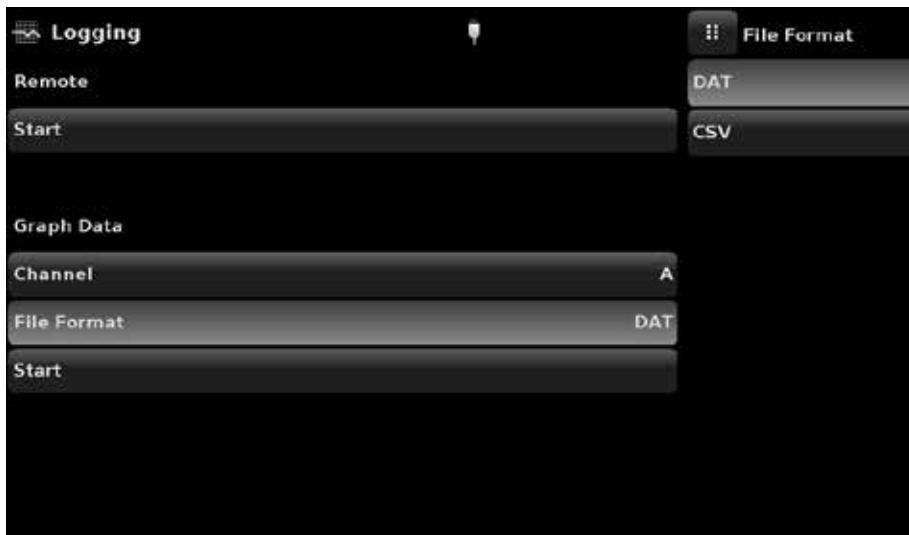 Logging
Remote
Start
Graph Data
Channel A
File Format DAT
Start
File Format
DAT
CSV